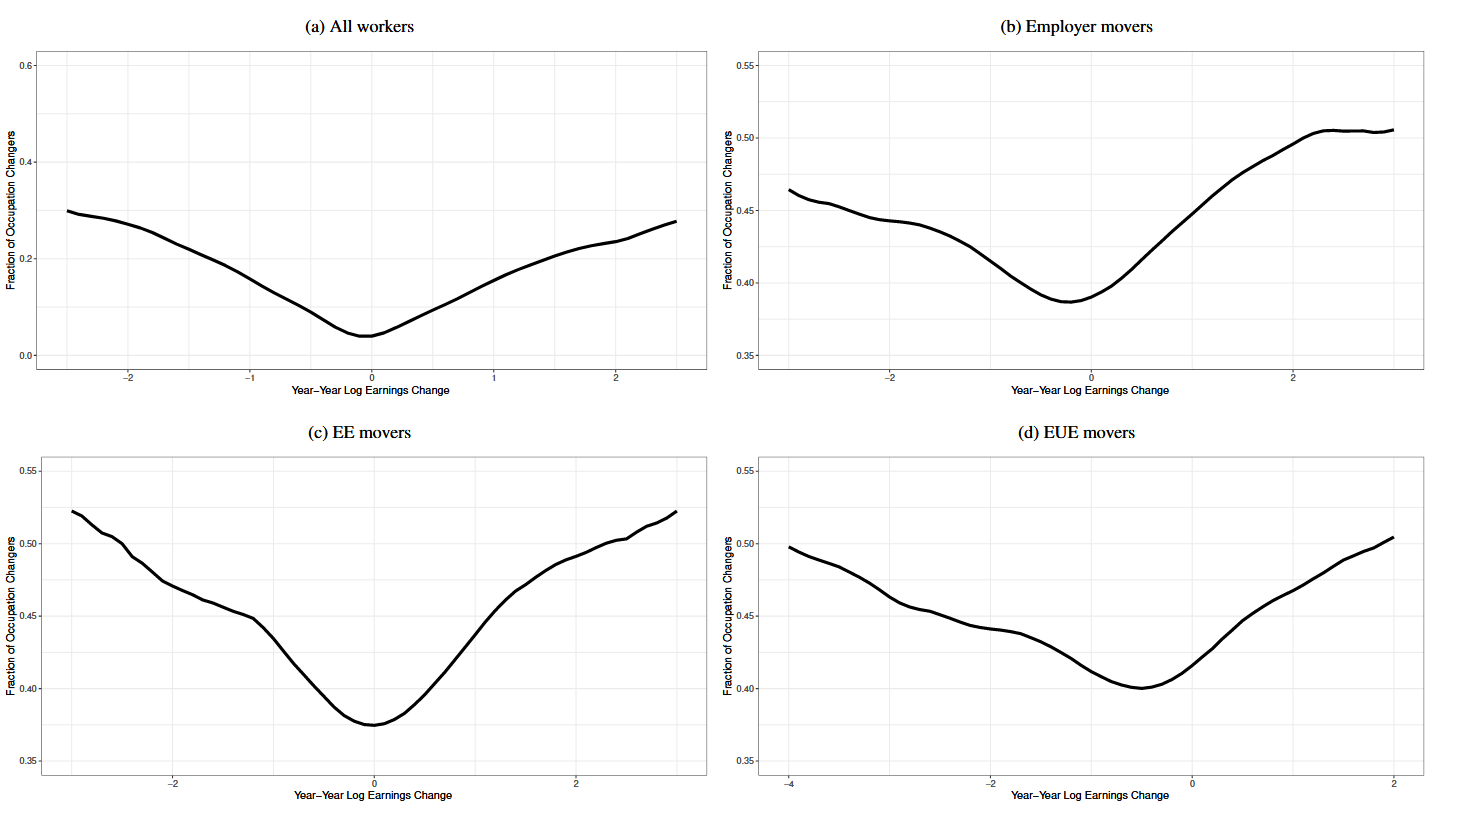 (a) All workers
Fraction of Occupation Changers
0.6
0.4
0.2
0.0
−2
−1
0
1
2
Year−Year Log Earnings Change
(b) Employer movers
Fraction of Occupation Changers
0.55
0.50
0.45
0.40
0.35
−2
0
2
Year−Year Log Earnings Change
(c) EE movers
Fraction of Occupation Changers
0.55
0.50
0.45
0.40
0.35
−2
0
2
Year−Year Log Earnings Change
(d) EUE movers
Fraction of Occupation Changers
0.55
0.50
0.45
0.40
0.35
−4
−2
0
2
Year−Year Log Earnings Change